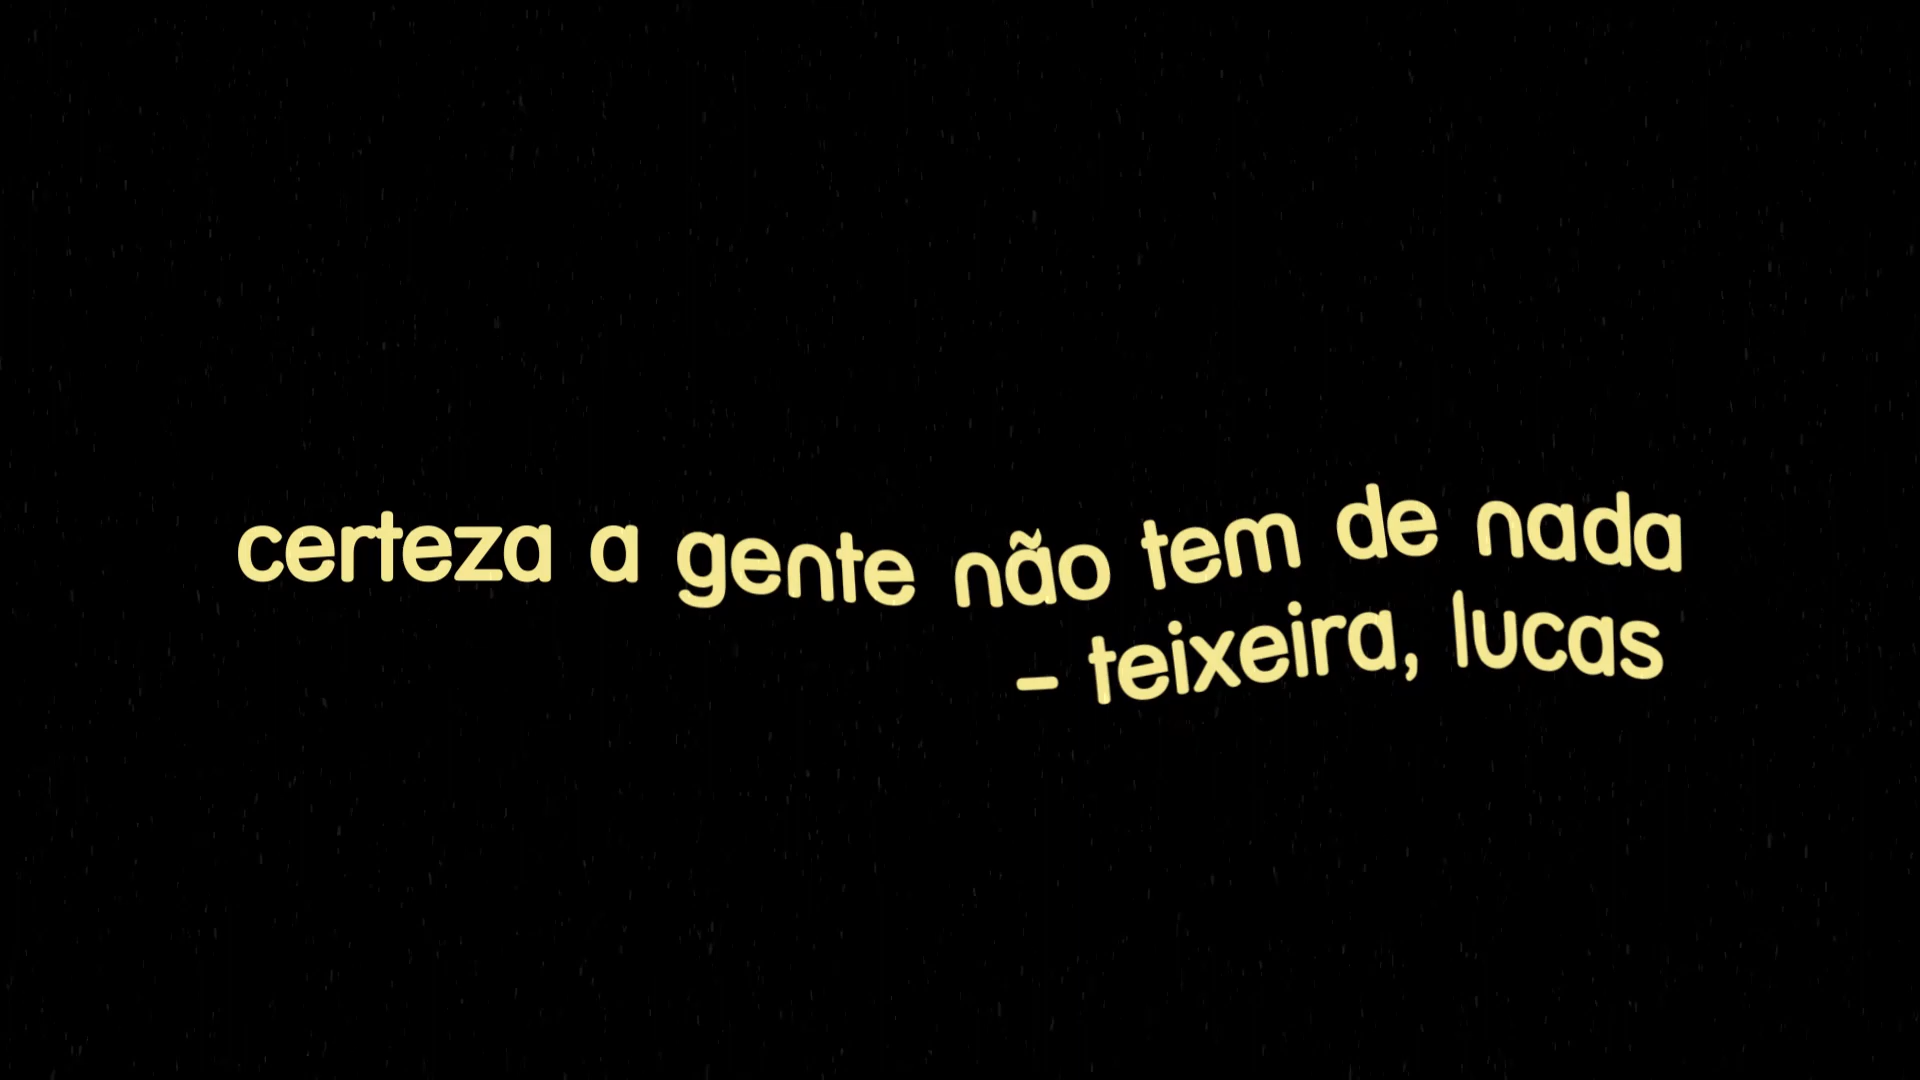 certeza a gente não tem de nada
- teixeira, lucas